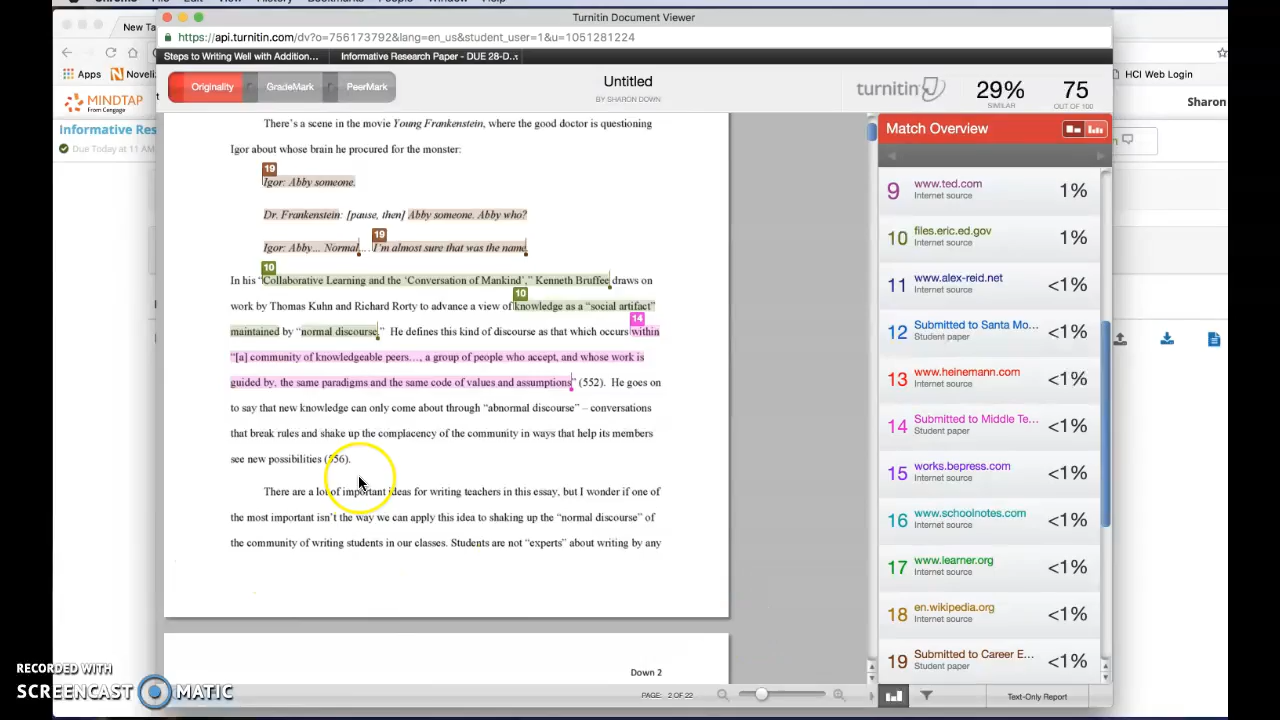 Turnitin Document Viewer
New Ta
https://api.turnitin.com/dv?o=756173792&lang=en_us&student_user=1&u=1051281224
Steps to Writing Well with Addition...
Informative Research Paper - DUE 28-D...
Apps
Noveli
HCI Web Login
Originality
GradeMark
PeerMark
Untitled
BY SHARON DOWN
turnitin
29%
SIMILAR
75
OUT OF 100
MINDTAP
From Cengage
Sharon
Informative Res
Due Today at 11 AM
There's a scene in the movie Young Frankenstein, where the good doctor is questioning
Igor about whose brain he procured for the monster:
19
Igor: Abby someone.
Dr. Frankenstein: [pause, then] Abby someone. Abby who?
19
Igor: Abby... Normal. . . I'm almost sure that was the name.
10
In his “Collaborative Learning and the ‘Conversation of Mankind’,” Kenneth Bruffee draws on
10
work by Thomas Kuhn and Richard Rorty to advance a view of knowledge as a “social artifact”
14
maintained by “normal discourse.” He defines this kind of discourse as that which occurs within
“[a] community of knowledgeable peers…, a group of people who accept, and whose work is
guided by, the same paradigms and the same code of values and assumptions” (552). He goes on
to say that new knowledge can only come about through “abnormal discourse” – conversations
that break rules and shake up the complacency of the community in ways that help its members
see new possibilities (556).
There are a lot of important ideas for writing teachers in this essay, but I wonder if one of
the most important isn't the way we can apply this idea to shaking up the “normal discourse” of
the community of writing students in our classes. Students are not “experts” about writing by any
Down 2
PAGE: 2 OF 22
Match Overview
9 www.ted.com 1%
Internet source
10 files.eric.ed.gov 1%
Internet source
11 www.alex-reid.net <1%
Internet source
12 Submitted to Santa Mo... <1%
Student paper
13 www.heinemann.com <1%
Internet source
14 Submitted to Middle Te... <1%
Student paper
15 works.bepress.com <1%
Internet source
16 www.schoolnotes.com <1%
Internet source
17 www.learner.org <1%
Internet source
18 en.wikipedia.org <1%
Internet source
19 Submitted to Career E... <1%
Student paper
Text-Only Report
RECORDED WITH
SCREENCAST MATIC